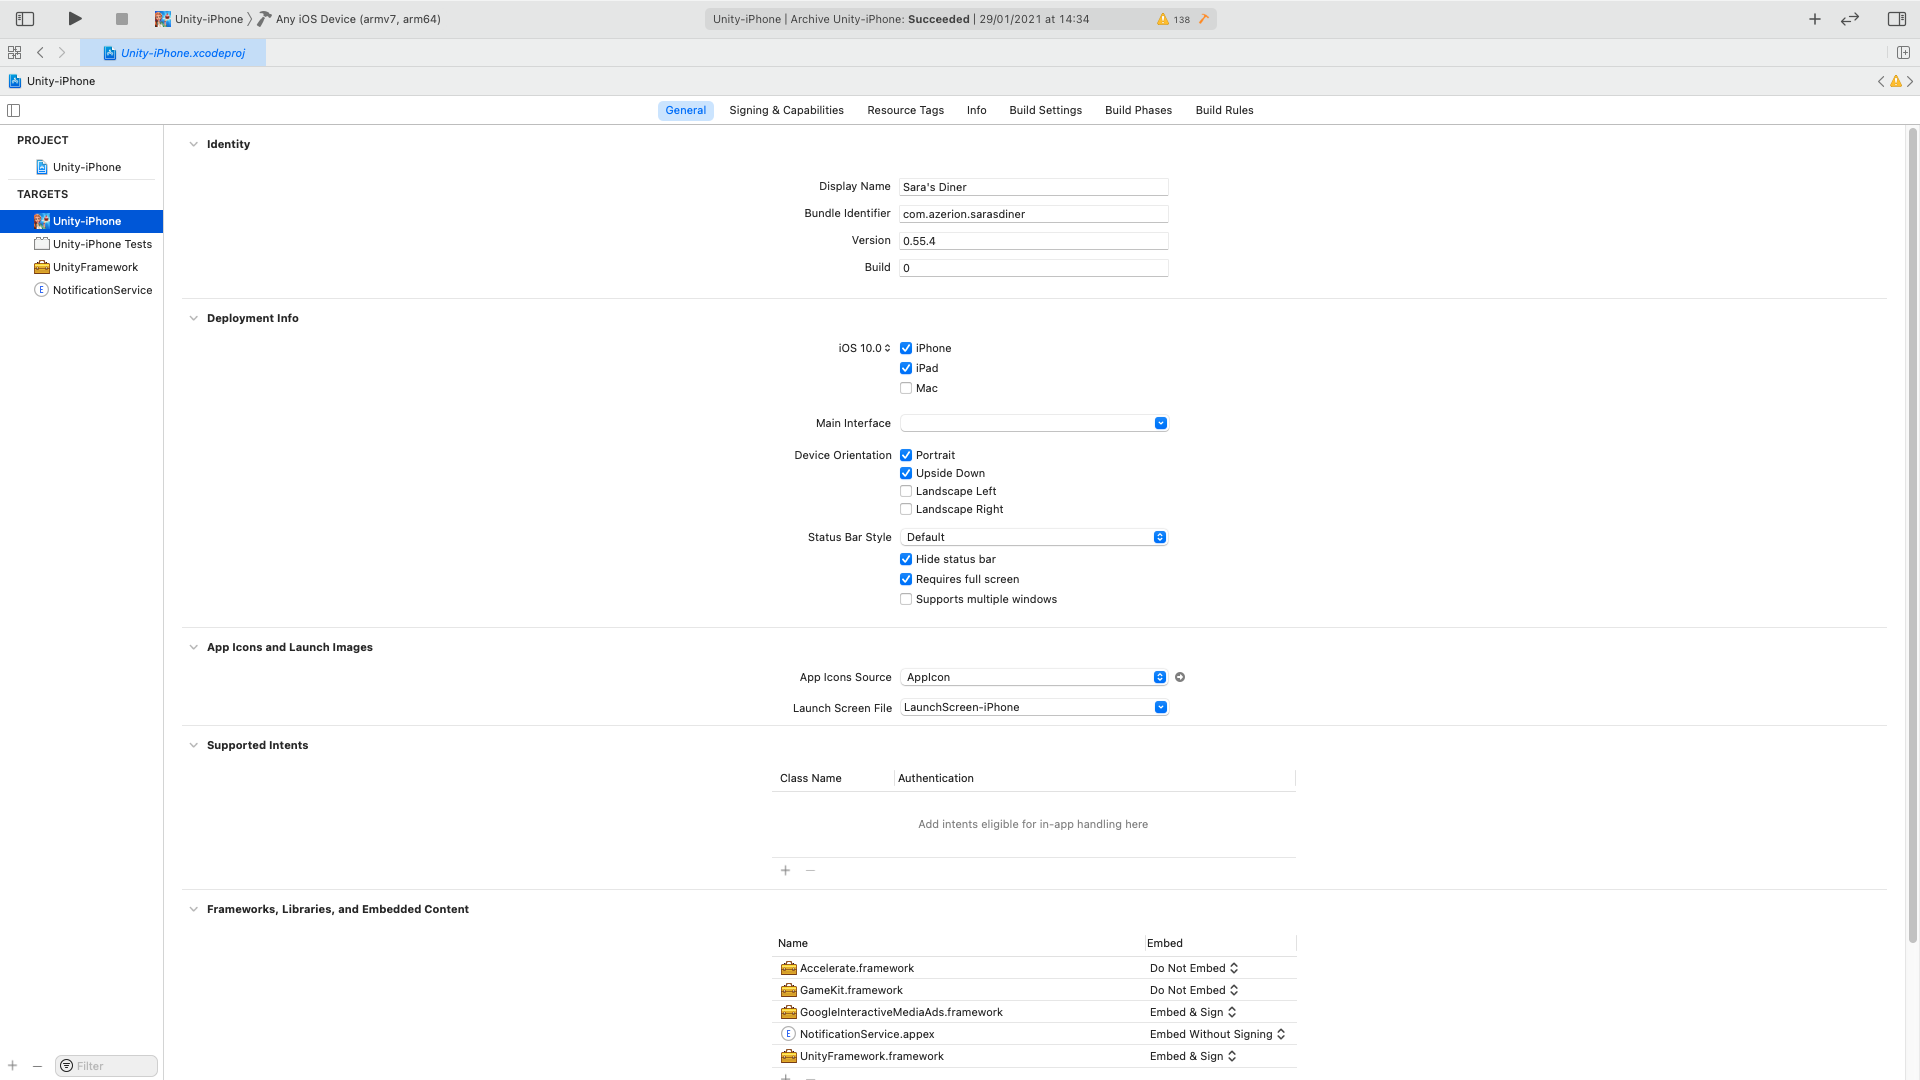 Unity-iPhone 〉 Any iOS Device (armv7, arm64)
Unity-iPhone | Archive Unity-iPhone: Succeeded | 29/01/2021 at 14:34
138
Unity-iPhone.xcodeproj
Unity-iPhone
General Signing & Capabilities Resource Tags Info Build Settings Build Phases Build Rules
PROJECT
Unity-iPhone
TARGETS
Unity-iPhone
Unity-iPhone Tests
UnityFramework
E NotificationService
Filter
Identity
Display Name Sara's Diner
Bundle Identifier com.azerion.sarasdiner
Version 0.55.4
Build 0
Deployment Info
iOS 10.0 iPhone
iPad
Mac
Main Interface
Device Orientation Portrait
Upside Down
Landscape Left
Landscape Right
Status Bar Style Default
Hide status bar
Requires full screen
Supports multiple windows
App Icons and Launch Images
App Icons Source AppIcon
Launch Screen File LaunchScreen-iPhone
Supported Intents
Class Name Authentication
Add intents eligible for in-app handling here
Frameworks, Libraries, and Embedded Content
Name Embed
Accelerate.framework Do Not Embed
GameKit.framework Do Not Embed
GoogleInteractiveMediaAds.framework Embed & Sign
E NotificationService.appex Embed Without Signing
UnityFramework.framework Embed & Sign